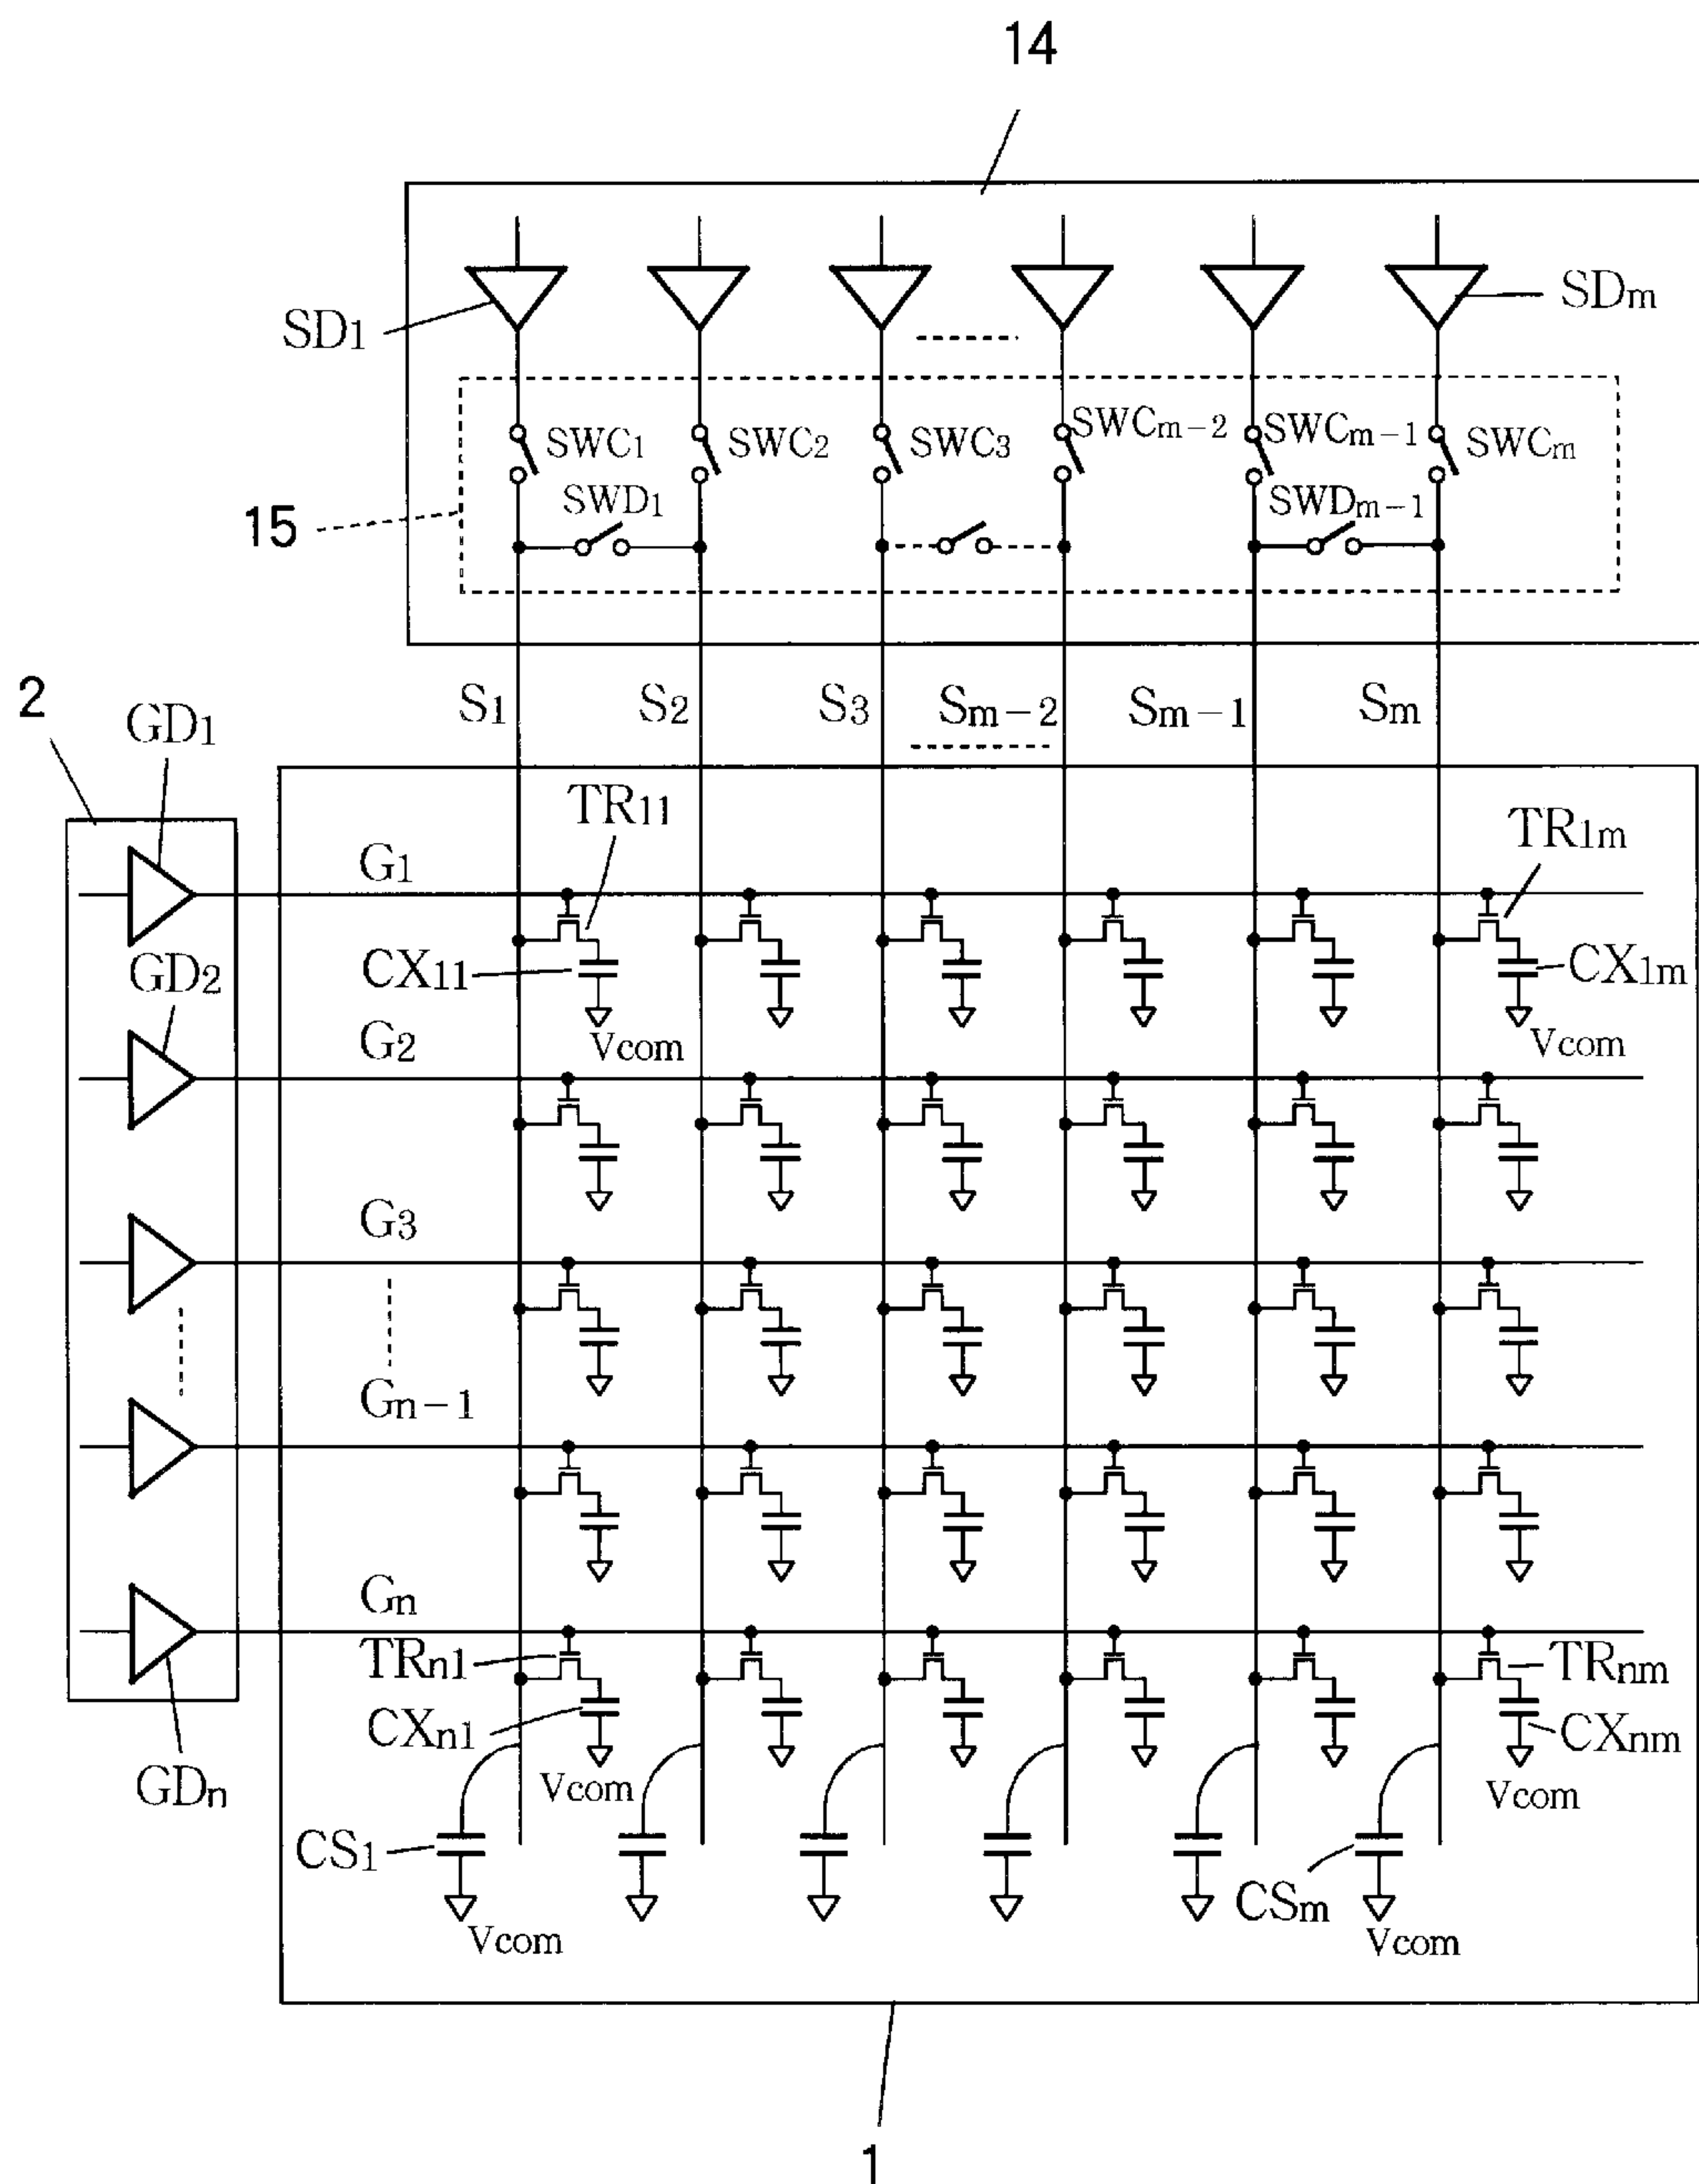 14
SD1
SDm
SWC1
SWC2
SWC3
SWCm-2
SWCm-1
SWCm
SWD1
SWDm-1
15
S1
S2
S3
Sm-2
Sm-1
Sm
2
GD1
TR11
TR1m
G1
CX11
CX1m
GD2
Vcom
Vcom
G2
G3
Gn-1
Gn
TRn1
TRnm
CXn1
CXnm
GDn
Vcom
Vcom
CS1
CSm
Vcom
Vcom
1